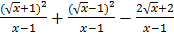 (√x+1)²/(x−1) + (√x−1)²/(x−1) − (2√x+2)/(x−1)